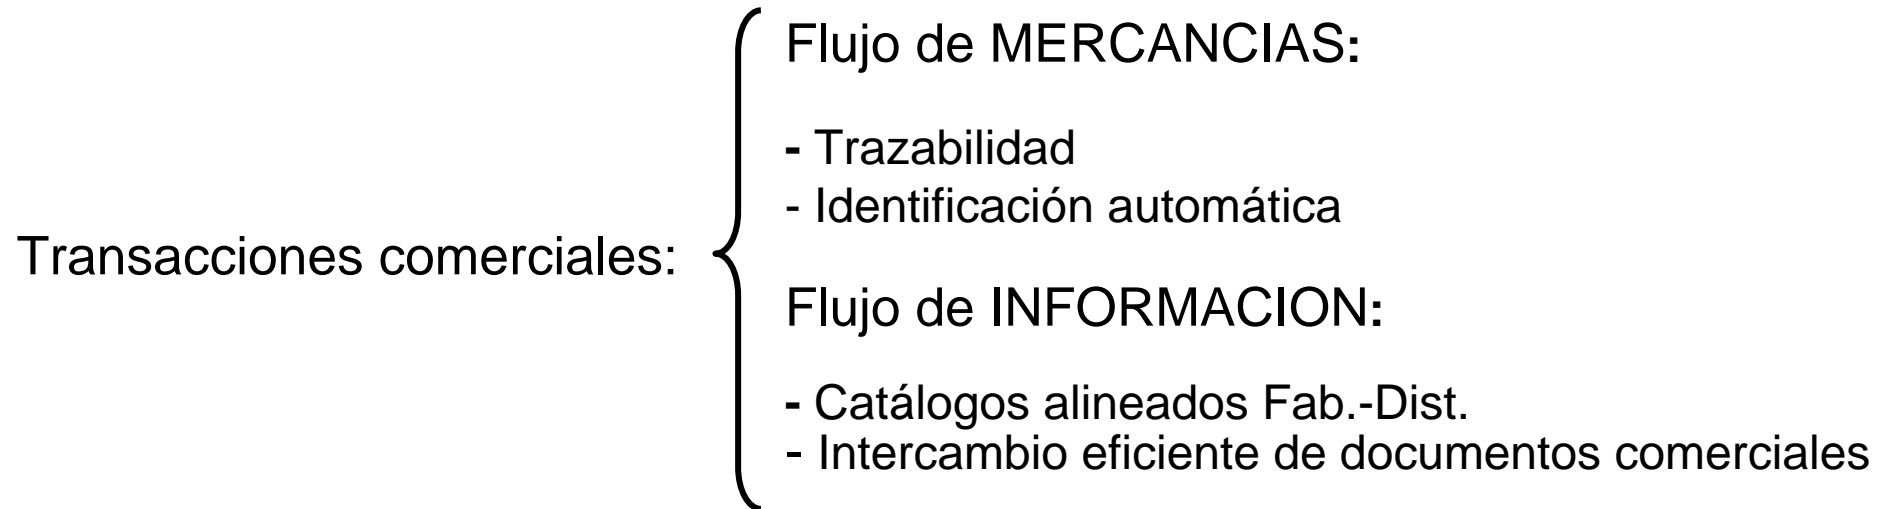 Transacciones comerciales:
Flujo de MERCANCIAS:
- Trazabilidad
- Identificación automática
Flujo de INFORMACION:
- Catálogos alineados Fab.-Dist.
- Intercambio eficiente de documentos comerciales